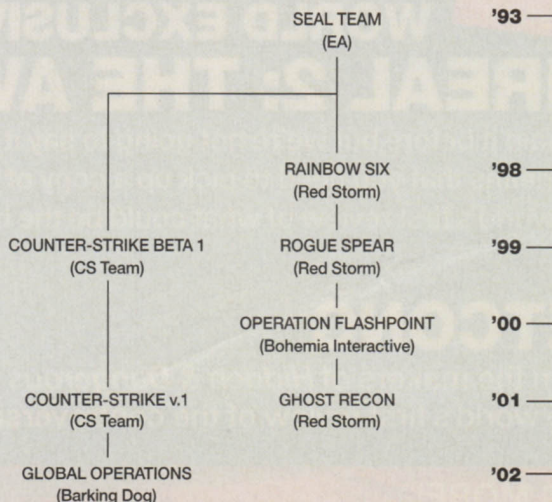 SEAL TEAM
(EA)
'93
RAINBOW SIX
(Red Storm)
'98
COUNTER-STRIKE BETA 1
(CS Team)
ROGUE SPEAR
(Red Storm)
'99
OPERATION FLASHPOINT
(Bohemia Interactive)
'00
COUNTER-STRIKE v.1
(CS Team)
GHOST RECON
(Red Storm)
'01
GLOBAL OPERATIONS
(Barking Dog)
'02